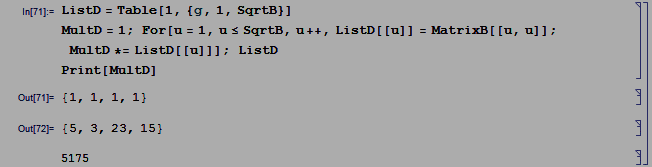 In[71]:= ListD = Table[1, {g, 1, SqrtB}]
MultD = 1; For[u = 1, u ≤ SqrtB, u++, ListD[[u]] = MatrixB[[u, u]];
MultD *= ListD[[u]]]; ListD
Print[MultD]
Out[71]= {1, 1, 1, 1}
Out[72]= {5, 3, 23, 15}
5175